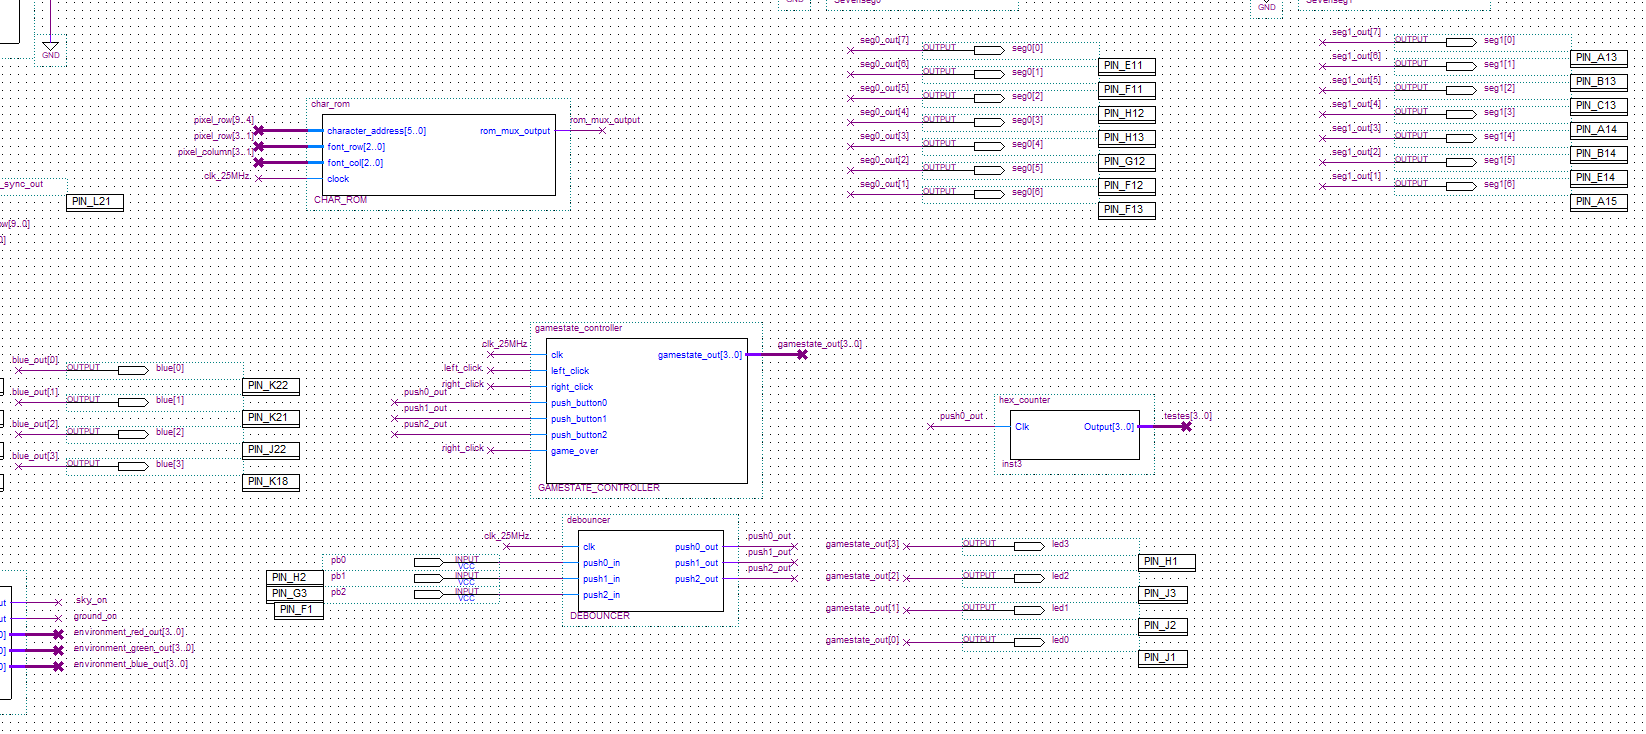 GND
Sevenseg0
GND
Sevenseg1
GND
seg0_out[7]
OUTPUT
seg0[0]
PIN_E11
seg0_out[6]
OUTPUT
seg0[1]
PIN_F11
seg0_out[5]
OUTPUT
seg0[2]
PIN_H12
seg0_out[4]
OUTPUT
seg0[3]
PIN_H13
seg0_out[3]
OUTPUT
seg0[4]
PIN_G12
seg0_out[2]
OUTPUT
seg0[5]
PIN_F12
seg0_out[1]
OUTPUT
seg0[6]
PIN_F13
seg1_out[7]
OUTPUT
seg1[0]
PIN_A13
seg1_out[6]
OUTPUT
seg1[1]
PIN_B13
seg1_out[5]
OUTPUT
seg1[2]
PIN_C13
seg1_out[4]
OUTPUT
seg1[3]
PIN_A14
seg1_out[3]
OUTPUT
seg1[4]
PIN_B14
seg1_out[2]
OUTPUT
seg1[5]
PIN_E14
seg1_out[1]
OUTPUT
seg1[6]
PIN_A15
char_rom
pixel_row[9..4]
character_address[5..0]
rom_mux_output
rom_mux_output
pixel_row[3..1]
font_row[2..0]
pixel_column[3..1]
font_col[2..0]
clk_25MHz
clock
CHAR_ROM
_sync_out
PIN_L21
ow[9..0]
0]
blue_out[0]
OUTPUT
blue[0]
PIN_K22
blue_out[1]
OUTPUT
blue[1]
PIN_K21
blue_out[2]
OUTPUT
blue[2]
PIN_J22
blue_out[3]
OUTPUT
blue[3]
PIN_K18
gamestate_controller
clk_25MHz
clk
gamestate_out[3..0]
gamestate_out[3..0]
left_click
left_click
right_click
right_click
push0_out
push_button0
push1_out
push_button1
push2_out
push_button2
right_click
game_over
GAMESTATE_CONTROLLER
hex_counter
push0_out
Clk
Output[3..0]
testes[3..0]
inst3
debouncer
clk_25MHz
clk
push0_out
push0_out
pb0
INPUT
VCC
push0_in
push1_out
push1_out
PIN_H2
pb1
INPUT
VCC
push1_in
push2_out
push2_out
PIN_G3
pb2
INPUT
VCC
push2_in
PIN_F1
DEBOUNCER
gamestate_out[3]
OUTPUT
led3
PIN_H1
gamestate_out[2]
OUTPUT
led2
PIN_J3
gamestate_out[1]
OUTPUT
led1
PIN_J2
gamestate_out[0]
OUTPUT
led0
PIN_J1
ut
sky_on
ut
ground_on
0]
environment_red_out[3..0]
0]
environment_green_out[3..0]
0]
environment_blue_out[3..0]